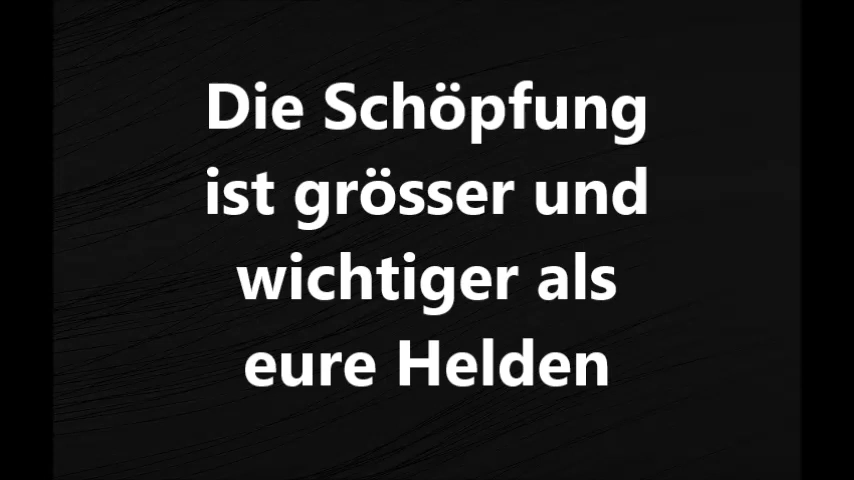 Die Schöpfung
ist grösser und
wichtiger als
eure Helden